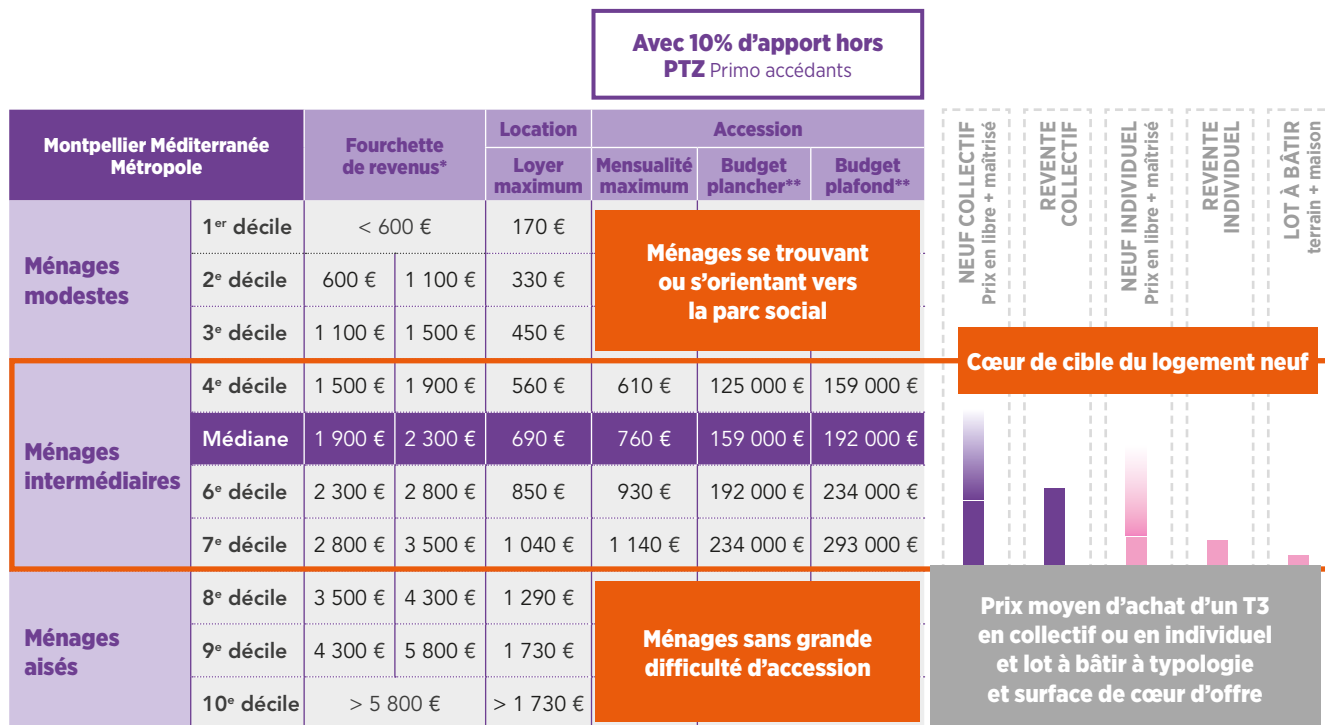 Avec 10% d’apport hors
PTZ Primo accédants
Montpellier Méditerranée
Métropole
Fourchette
de revenus*
Location
Accession
Loyer
maximum
Mensualité
maximum
Budget
plancher**
Budget
plafond**
NEUF COLLECTIF
Prix en libre + maîtrisé
REVENTE
COLLECTIF
NEUF INDIVIDUEL
Prix en libre + maîtrisé
REVENTE
INDIVIDUEL
LOT À BÂTIR
terrain + maison
Ménages
modestes
1er décile < 600 € 170 €
2e décile 600 € 1 100 € 330 €
3e décile 1 100 € 1 500 € 450 €
Ménages se trouvant
ou s’orientant vers
la parc social
Cœur de cible du logement neuf
Ménages
intermédiaires
4e décile 1 500 € 1 900 € 560 € 610 € 125 000 € 159 000 €
Médiane 1 900 € 2 300 € 690 € 760 € 159 000 € 192 000 €
6e décile 2 300 € 2 800 € 850 € 930 € 192 000 € 234 000 €
7e décile 2 800 € 3 500 € 1 040 € 1 140 € 234 000 € 293 000 €
Ménages
aisés
8e décile 3 500 € 4 300 € 1 290 €
9e décile 4 300 € 5 800 € 1 730 €
10e décile > 5 800 € > 1 730 €
Ménages sans grande
difficulté d’accession
Prix moyen d’achat d’un T3
en collectif ou en individuel
et lot à bâtir à typologie
et surface de cœur d’offre